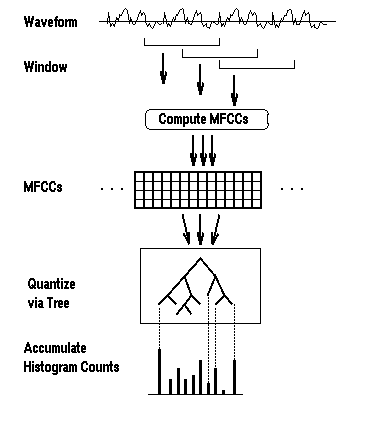 Waveform
Window
Compute MFCCs
MFCCs
. . .
. . .
Quantize
via Tree
Accumulate
Histogram Counts